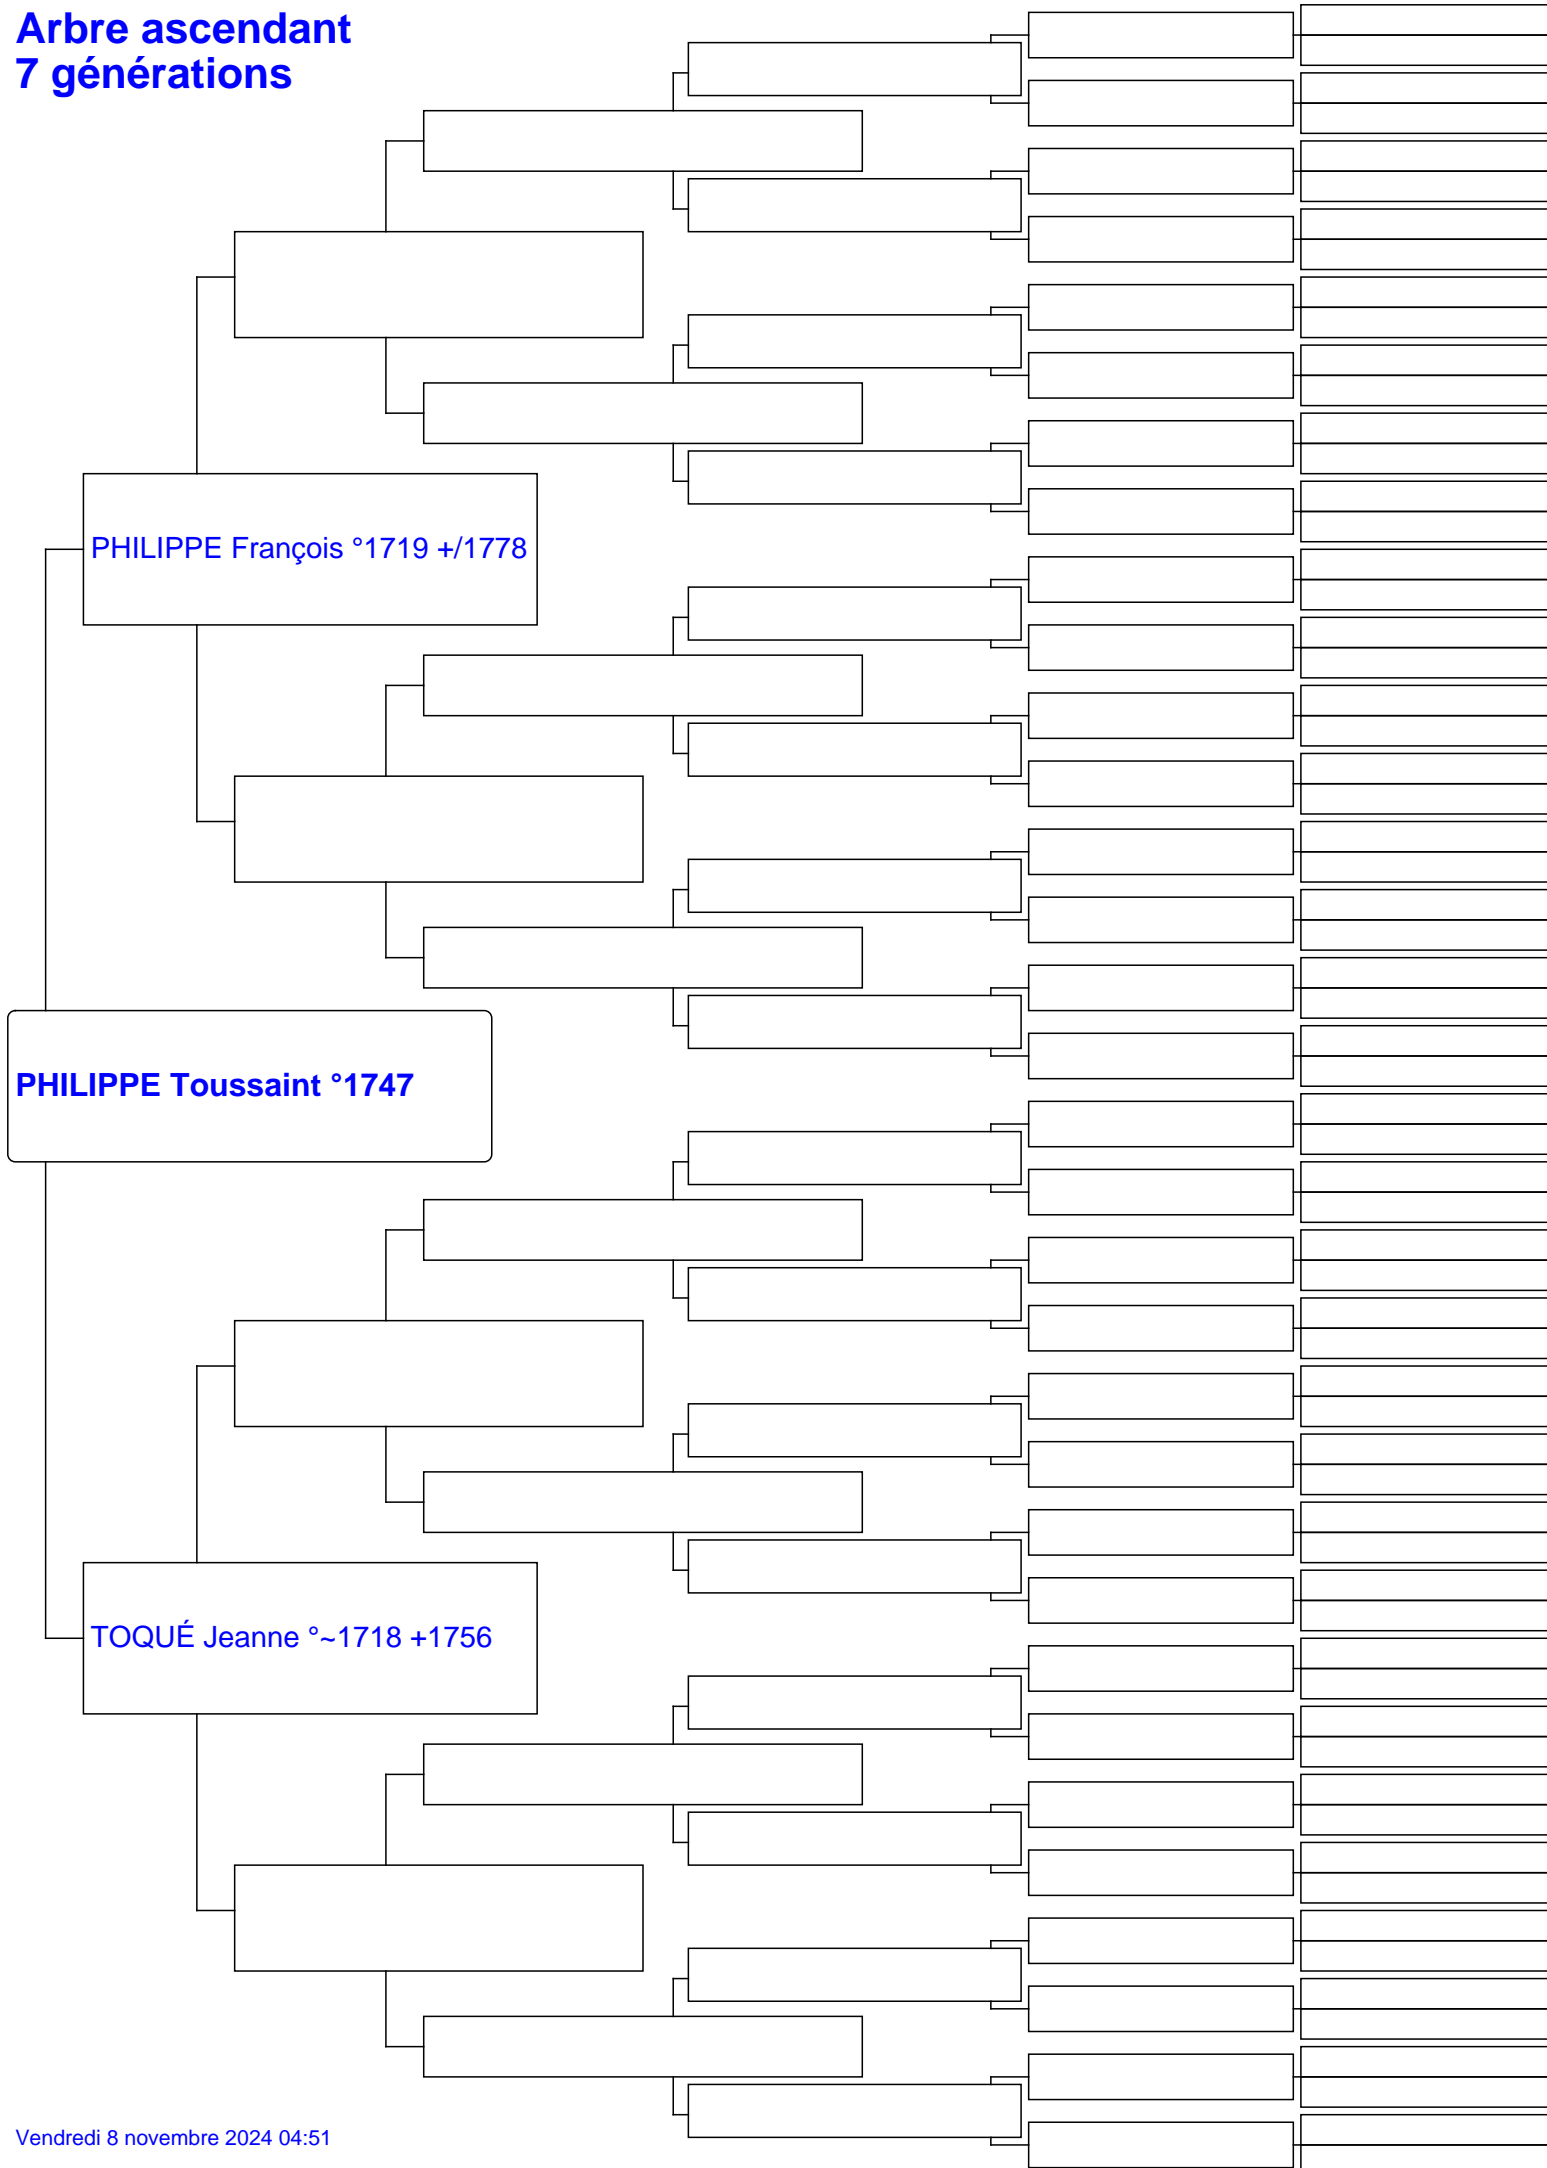 Arbre ascendant
7 générations
PHILIPPE François °1719 +/1778
PHILIPPE Toussaint °1747
TOQUÉ Jeanne °~1718 +1756
Vendredi 8 novembre 2024 04:51